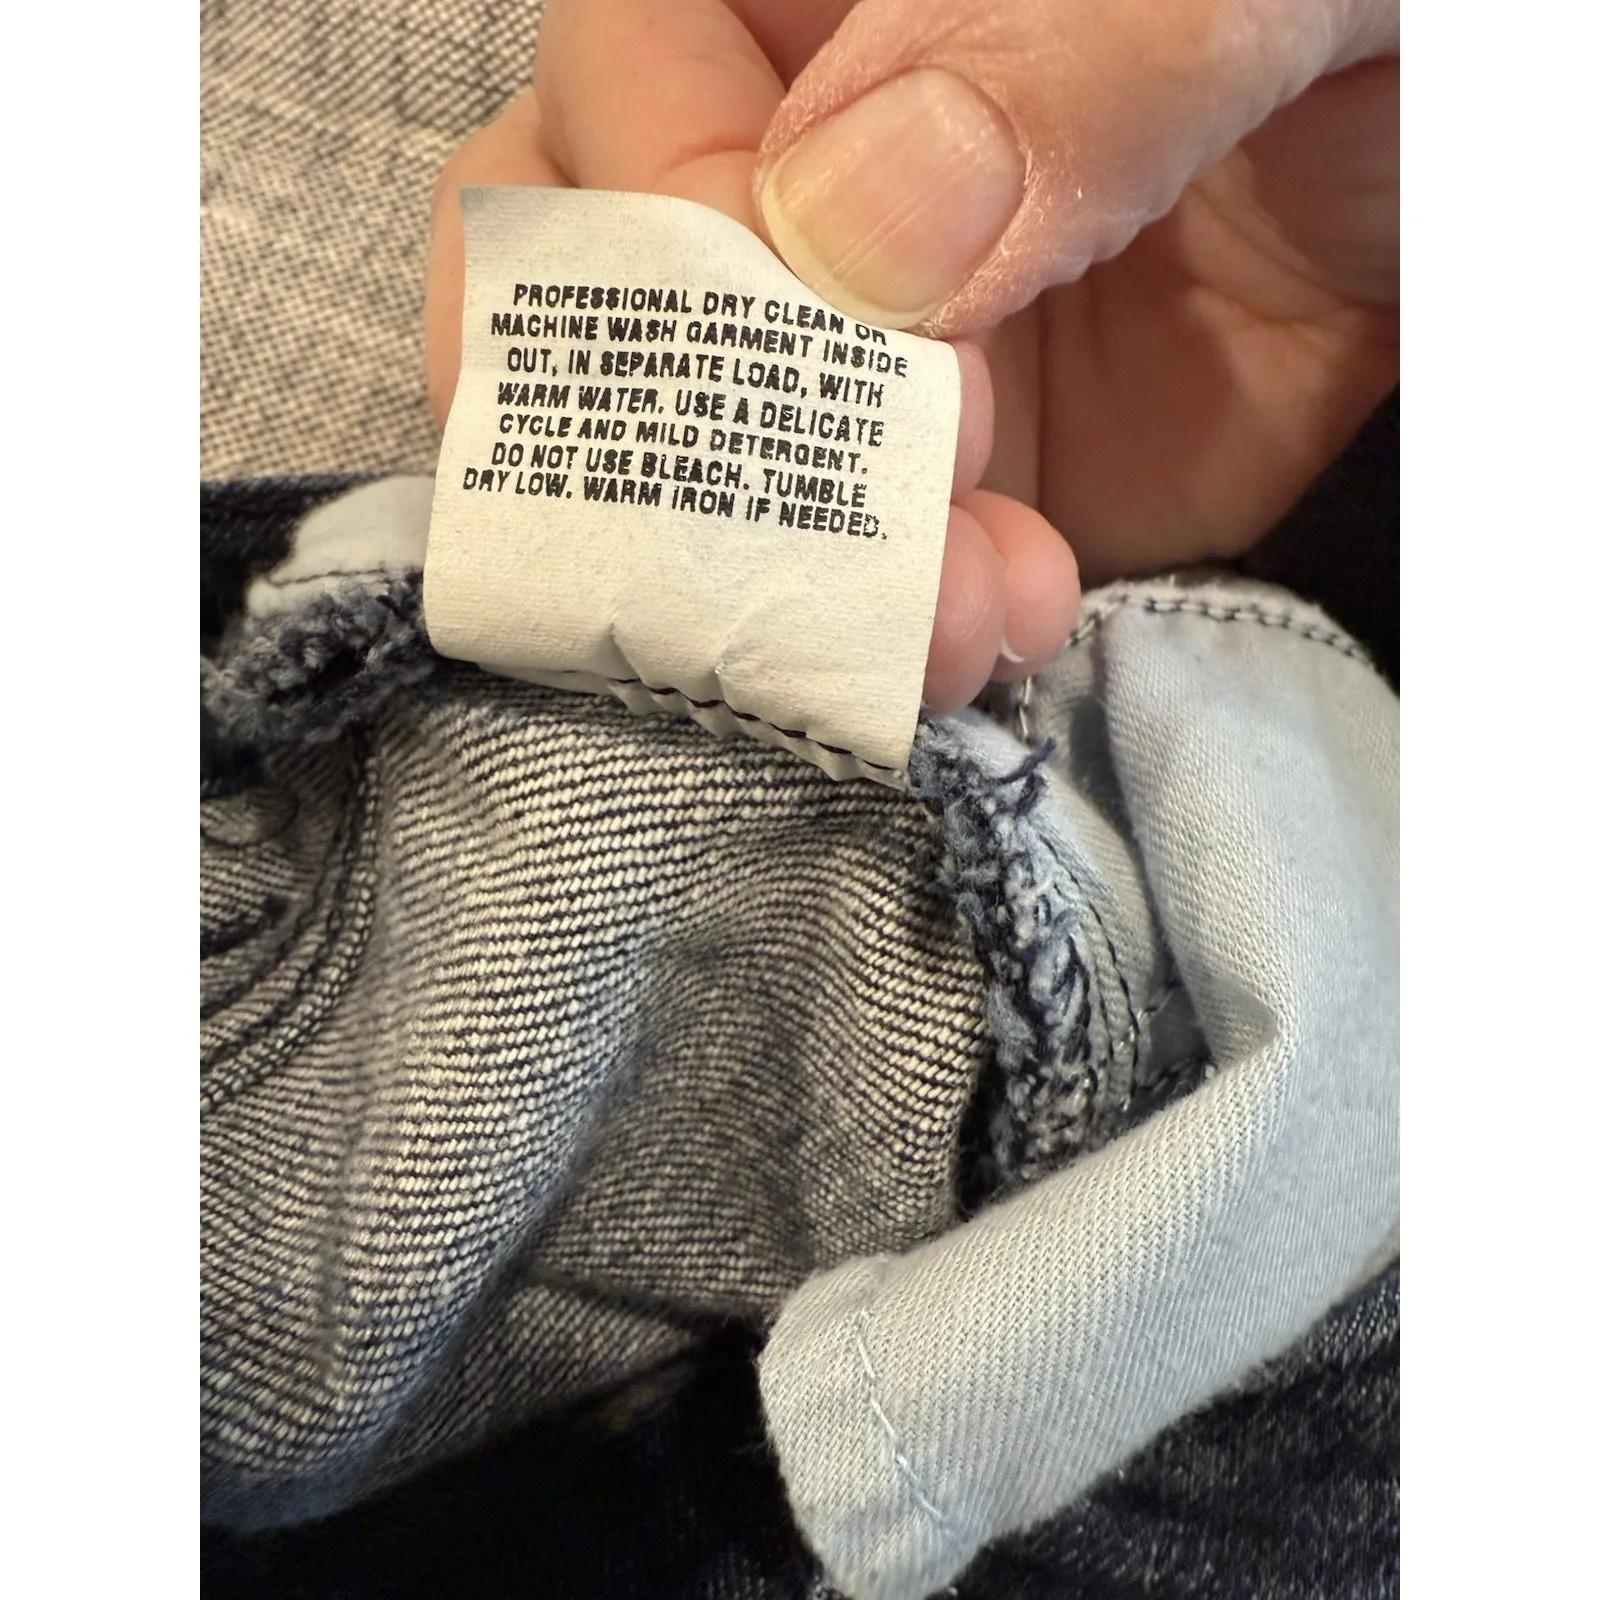 PROFESSIONAL DRY CLEAN OR
MACHINE WASH GARMENT INSIDE
OUT, IN SEPARATE LOAD, WITH
WARM WATER. USE A DELICATE
CYCLE AND MILD DETERGENT.
DO NOT USE BLEACH. TUMBLE
DRY LOW. WARM IRON IF NEEDED.